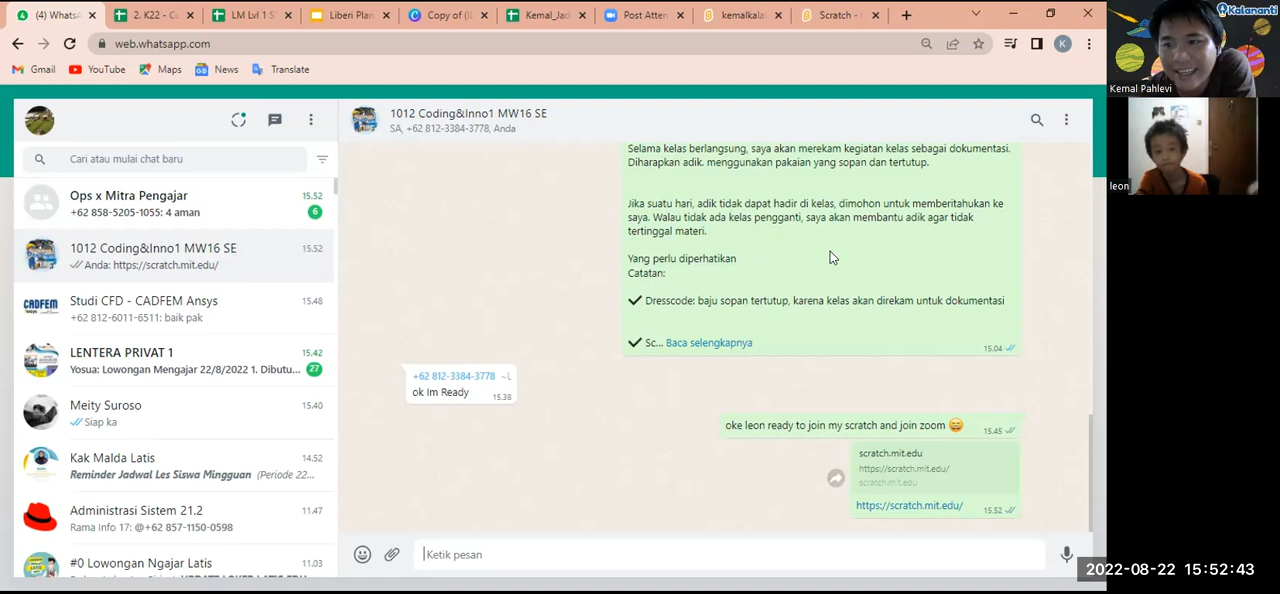 (4) Whats
2. K22 - C
LM Lvl 1 S
Liberi Plan
Copy of (I
Kemal_Jad
Post Atten
kemalkalan
Scratch -
web.whatsapp.com
K
Gmail
YouTube
Maps
News
Translate
Kalananti
Kemal Pahlevi
leon
Cari atau mulai chat baru
Ops x Mitra Pengajar
15.52
+62 858-5205-1055: 4 aman
6
1012 Coding&Inno1 MW16 SE
15.52
Anda: https://scratch.mit.edu/
Studi CFD - CADFEM Ansys
15.48
+62 812-6011-6511: baik pak
LENTERA PRIVAT 1
15.42
Yosua: Lowongan Mengajar 22/8/2022 1. Dibutu...
27
Meity Suroso
15.40
Siap ka
Kak Malda Latis
14.52
Reminder Jadwal Les Siswa Mingguan (Periode 22...
Administrasi Sistem 21.2
11.47
Rama Info 17: @+62 857-1150-0598
#0 Lowongan Ngajar Latis
11.03
1012 Coding&Inno1 MW16 SE
SA, +62 812-3384-3778, Anda
Selama kelas berlangsung, saya akan merekam kegiatan kelas sebagai dokumentasi.
Diharapkan adik. menggunakan pakaian yang sopan dan tertutup.
Jika suatu hari, adik tidak dapat hadir di kelas, dimohon untuk memberitahukan ke
saya. Walau tidak ada kelas pengganti, saya akan membantu adik agar tidak
tertinggal materi.
Yang perlu diperhatikan
Catatan:
✔ Dresscode: baju sopan tertutup, karena kelas akan direkam untuk dokumentasi
✔ Sc... Baca selengkapnya
15.04
+62 812-3384-3778 ~L
ok Im Ready
15.38
oke leon ready to join my scratch and join zoom 😄
15.45
scratch.mit.edu
https://scratch.mit.edu/
scratch.mit.edu
https://scratch.mit.edu/
15.52
Ketik pesan
2022-08-22 15:52:43